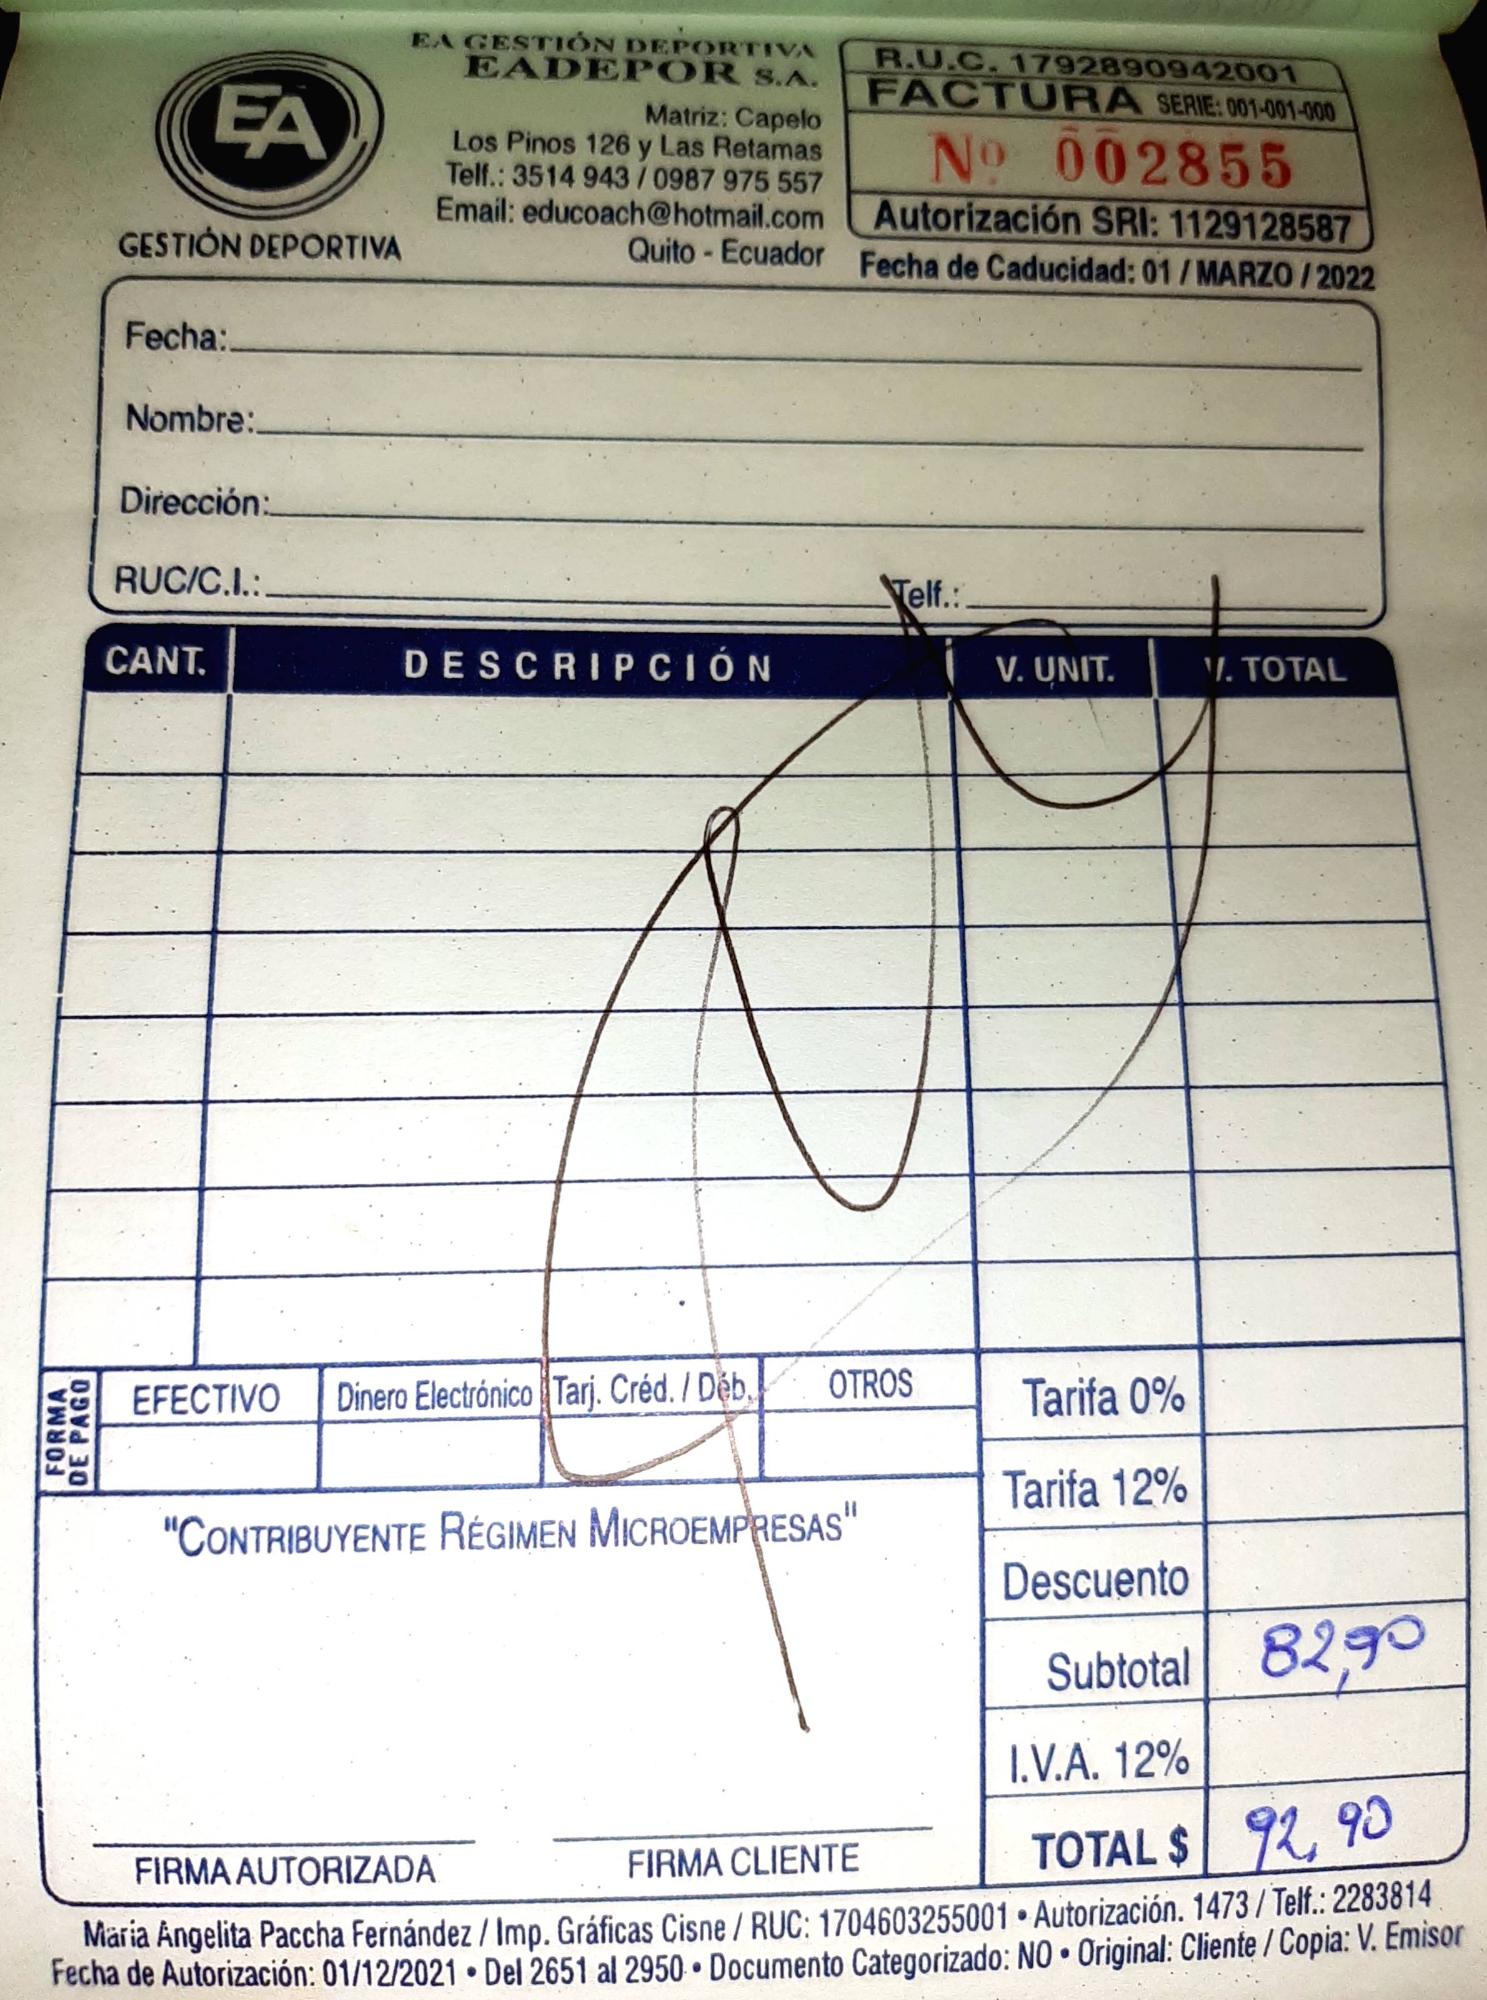 EA GESTIÓN DEPORTIVA
EADEPOR S.A.
EA
GESTIÓN DEPORTIVA
Matriz: Capelo
Los Pinos 126 y Las Retamas
Telf.: 3514 943 / 0987 975 557
Email: educoach@hotmail.com
Quito - Ecuador
R.U.C. 1792890942001
FACTURA SERIE: 001-001-000
Nº 002855
Autorización SRI: 1129128587
Fecha de Caducidad: 01 / MARZO / 2022
Fecha:
Nombre:
Dirección:
RUC/C.I.: Telf.:
CANT. DESCRIPCIÓN V. UNIT. V. TOTAL
FORMA DE PAGO
EFECTIVO Dinero Electrónico Tarj. Créd. / Déb. OTROS
Tarifa 0%
Tarifa 12%
"CONTRIBUYENTE RÉGIMEN MICROEMPRESAS"
Descuento
Subtotal 82,90
I.V.A. 12%
TOTAL $ 92,90
FIRMA AUTORIZADA FIRMA CLIENTE
Maria Angelita Paccha Fernández / Imp. Gráficas Cisne / RUC: 1704603255001 • Autorización. 1473 / Telf.: 2283814
Fecha de Autorización: 01/12/2021 • Del 2651 al 2950 • Documento Categorizado: NO • Original: Cliente / Copia: V. Emisor